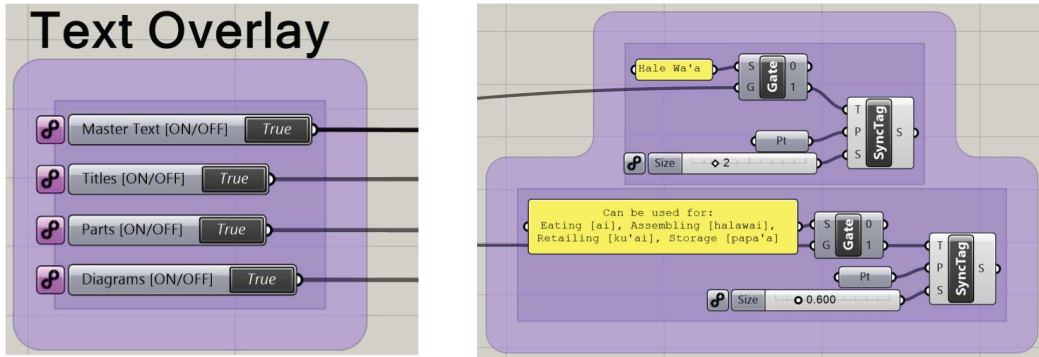 Text Overlay
Master Text [ON/OFF] True
Titles [ON/OFF] True
Parts [ON/OFF] True
Diagrams [ON/OFF] True
Hale Wa'a
S Gate 0
G 1
T SyncTag S
P
S
Pt
Size 2
Can be used for:
Eating [ai], Assembling [halawai],
Retailing [ku'ai], Storage [papa'a]
S Gate 0
G 1
T SyncTag S
P
S
Pt
Size 0.600